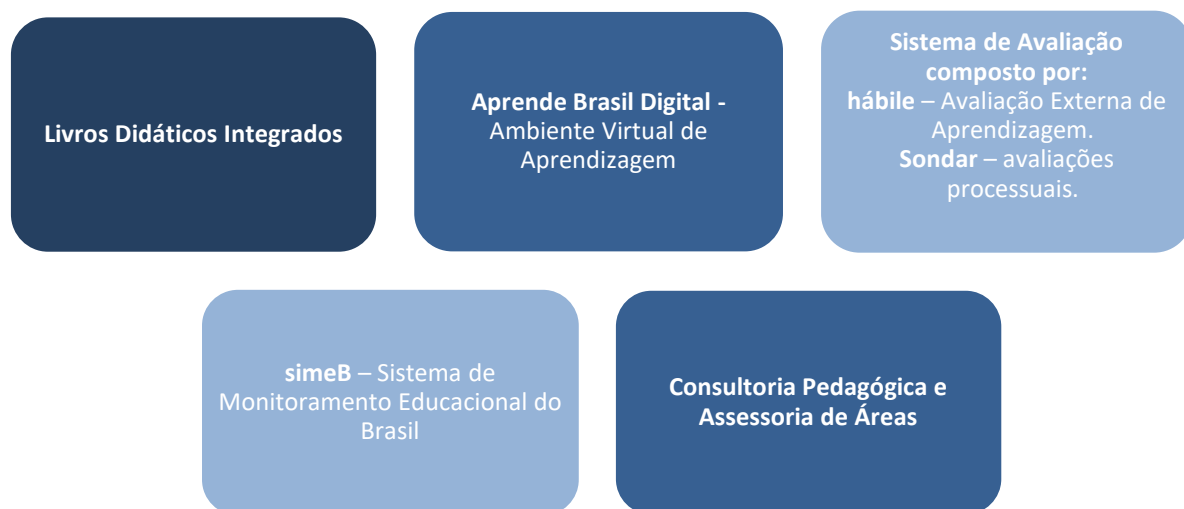 Livros Didáticos Integrados
Aprende Brasil Digital -
Ambiente Virtual de
Aprendizagem
Sistema de Avaliação
composto por:
hábile – Avaliação Externa de
Aprendizagem.
Sondar – avaliações
processuais.
simeB – Sistema de
Monitoramento Educacional do
Brasil
Consultoria Pedagógica e
Assessoria de Áreas